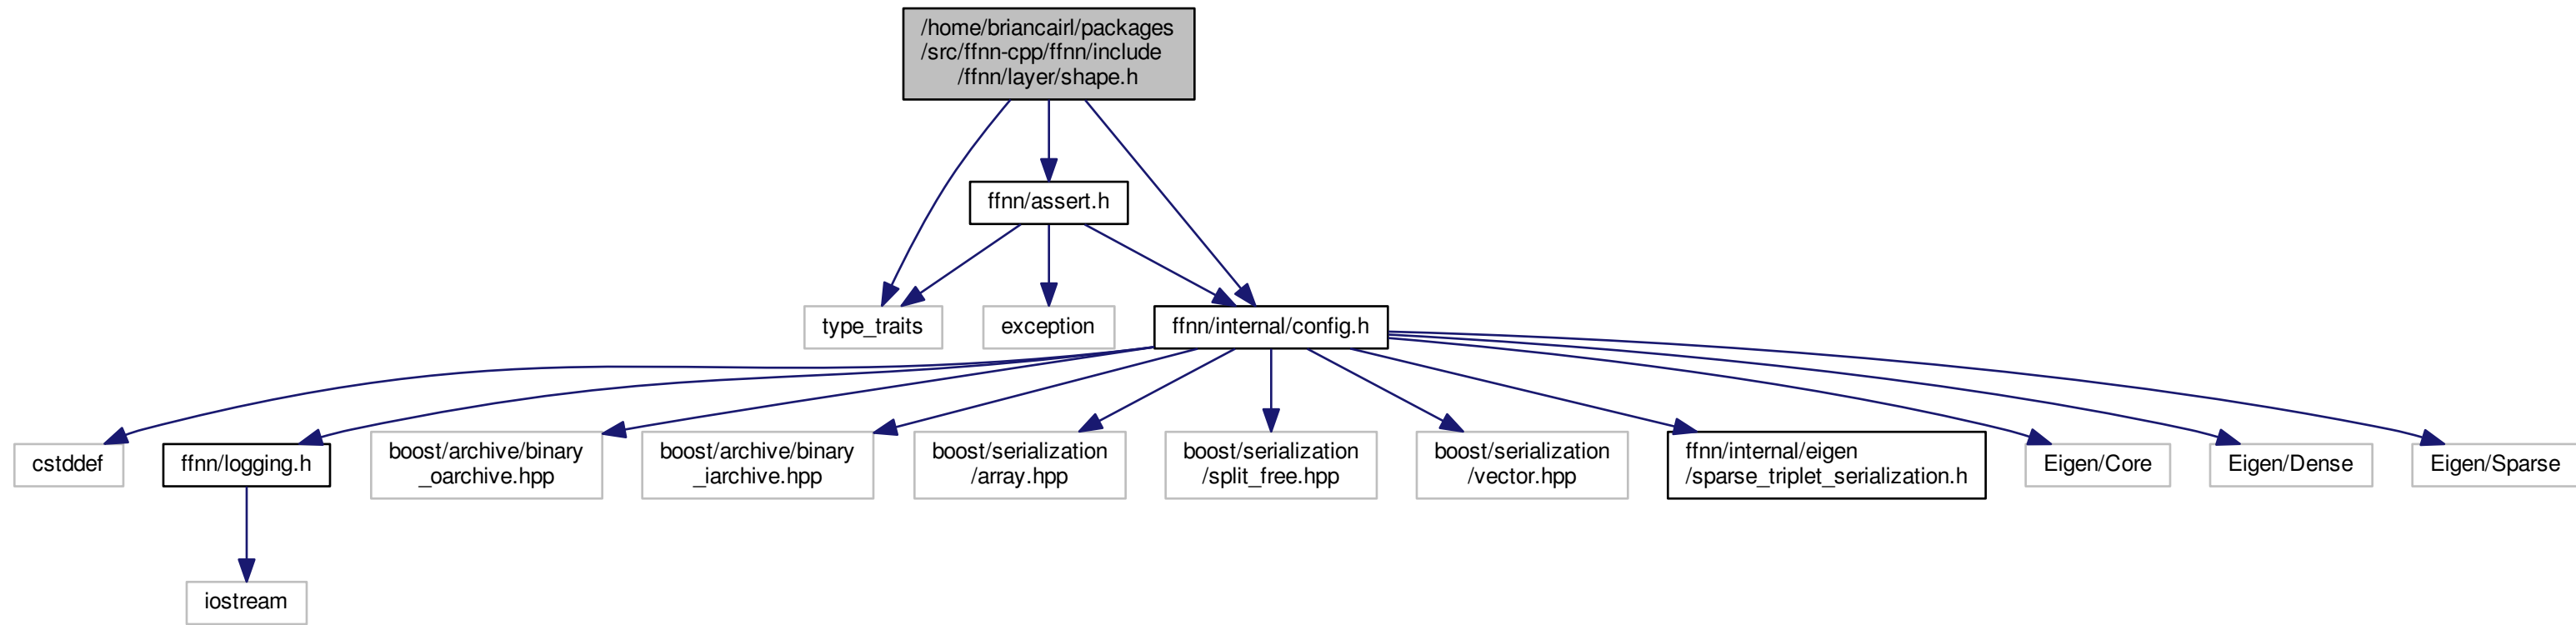 /home/briancairl/packages
/src/ffnn-cpp/ffnn/include
/ffnn/layer/shape.h
ffnn/assert.h
type_traits
exception
ffnn/internal/config.h
cstddef
ffnn/logging.h
boost/archive/binary
_oarchive.hpp
boost/archive/binary
_iarchive.hpp
boost/serialization
/array.hpp
boost/serialization
/split_free.hpp
boost/serialization
/vector.hpp
ffnn/internal/eigen
/sparse_triplet_serialization.h
Eigen/Core
Eigen/Dense
Eigen/Sparse
iostream